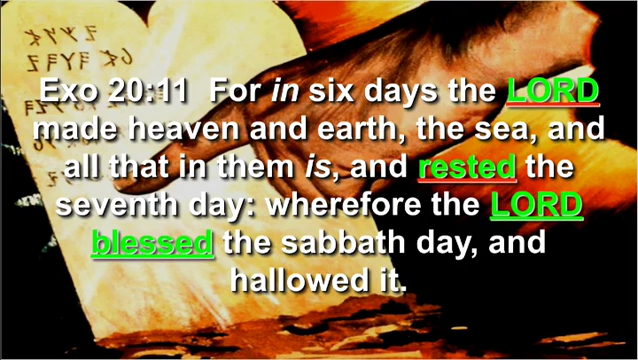 Exo 20:11 For in six days the LORD
made heaven and earth, the sea, and
all that in them is, and rested the
seventh day: wherefore the LORD
blessed the sabbath day, and
hallowed it.